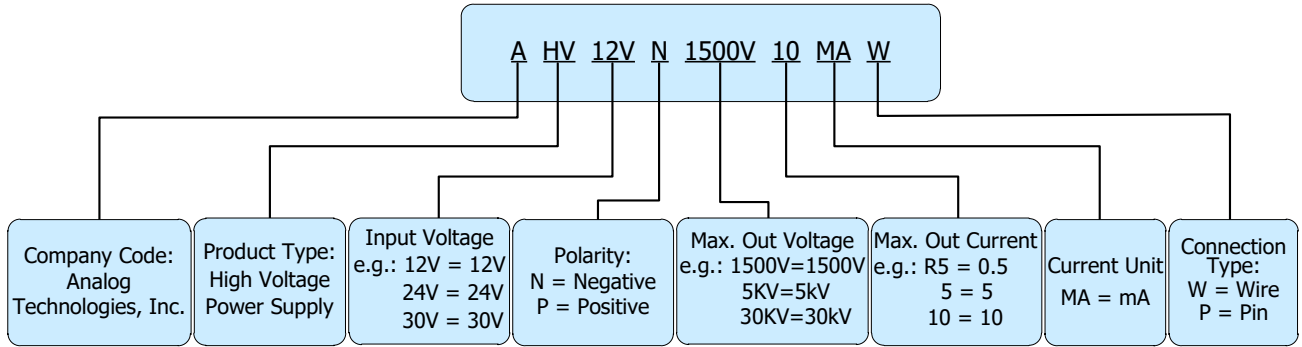 A HV 12V N 1500V 10 MA W
Company Code:
Analog
Technologies, Inc.
Product Type:
High Voltage
Power Supply
Input Voltage
e.g.: 12V = 12V
24V = 24V
30V = 30V
Polarity:
N = Negative
P = Positive
Max. Out Voltage
e.g.: 1500V=1500V
5KV=5kV
30KV=30kV
Max. Out Current
e.g.: R5 = 0.5
5 = 5
10 = 10
Current Unit
MA = mA
Connection
Type:
W = Wire
P = Pin